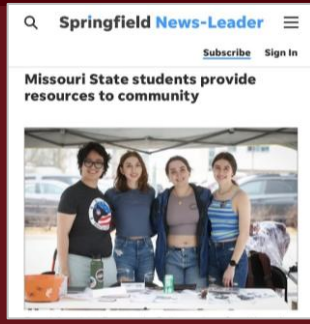 Springfield News-Leader
Subscribe Sign In
Missouri State students provide
resources to community